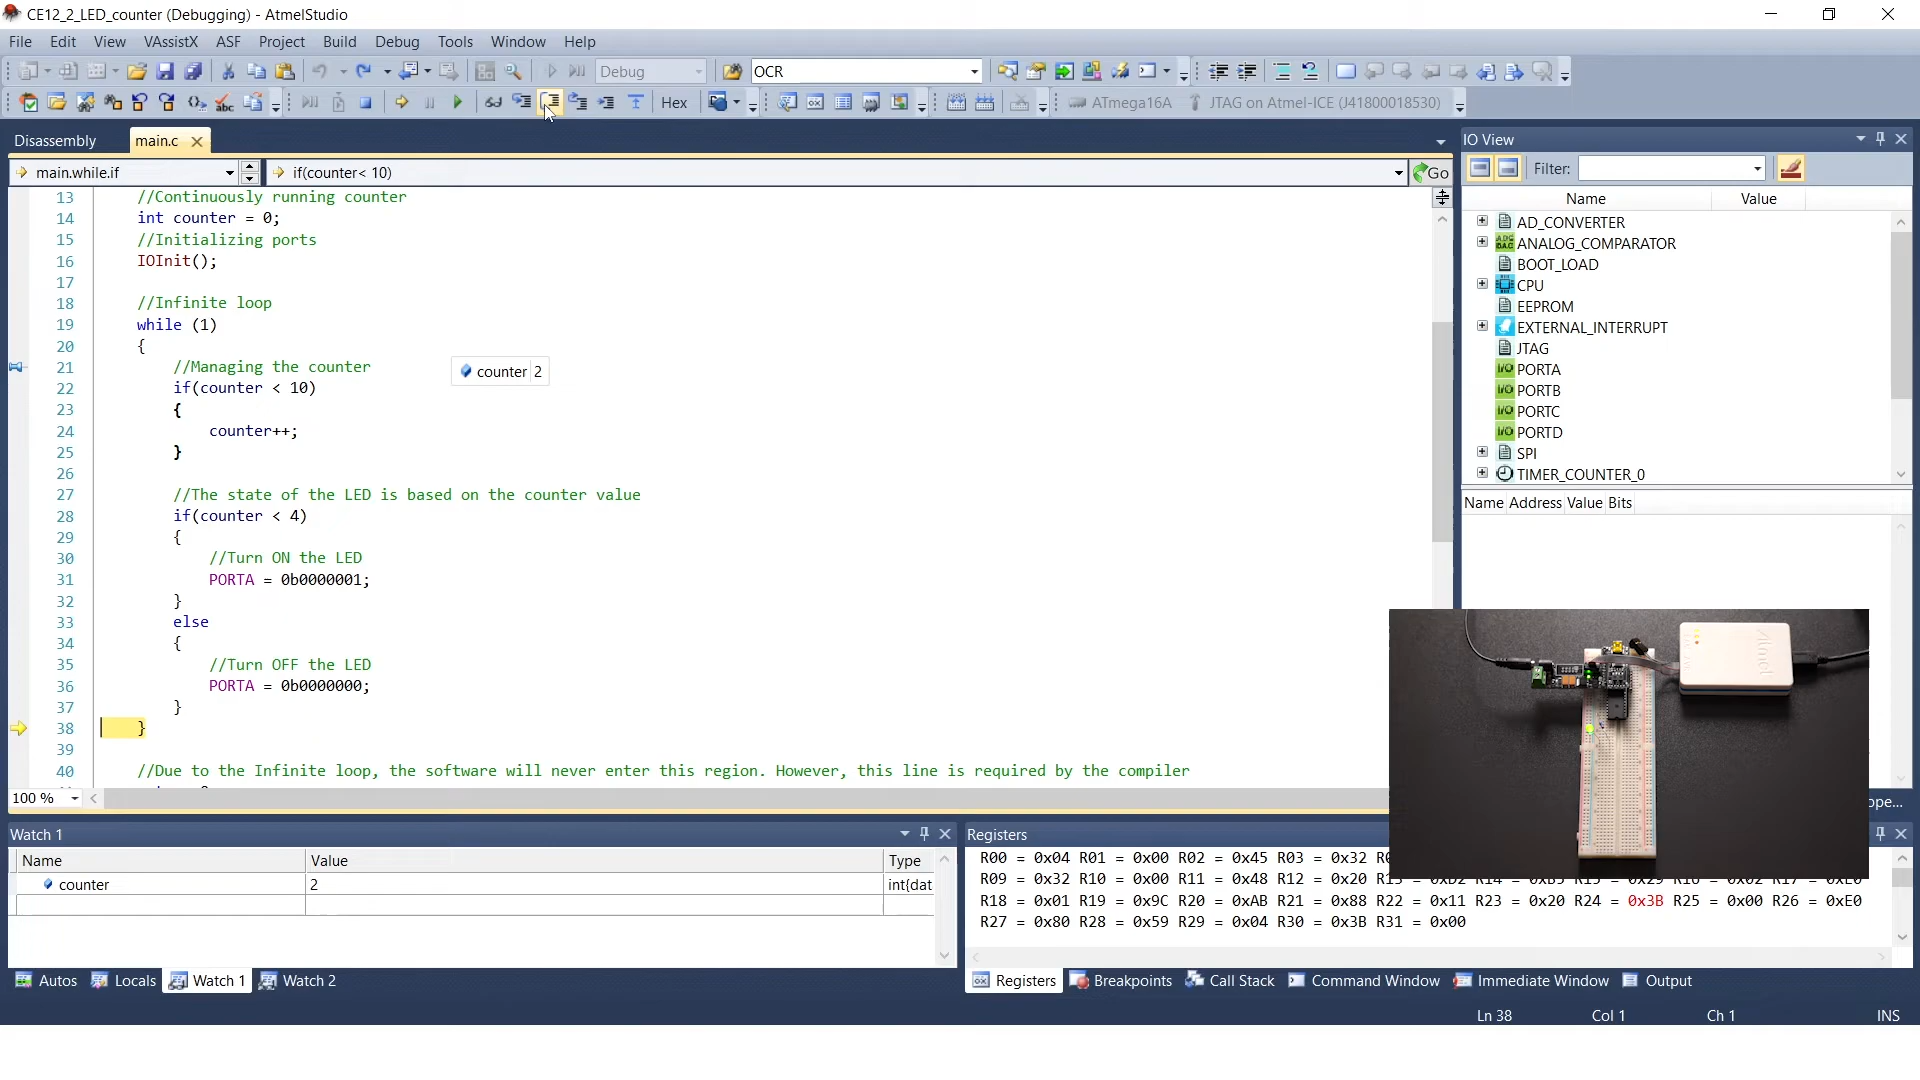 CE12_2_LED_counter (Debugging) - AtmelStudio
File Edit View VAssistX ASF Project Build Debug Tools Window Help
Debug OCR
Hex ATmega16A JTAG on Atmel-ICE (J41800018530)
Disassembly main.c
main.while.if if(counter< 10) Go
13 //Continuously running counter
14 int counter = 0;
15 //Initializing ports
16 IOInit();
17
18 //Infinite loop
19 while (1)
20 {
21 //Managing the counter
counter 2
22 if(counter < 10)
23 {
24 counter++;
25 }
26
27 //The state of the LED is based on the counter value
28 if(counter < 4)
29 {
30 //Turn ON the LED
31 PORTA = 0b0000001;
32 }
33 else
34 {
35 //Turn OFF the LED
36 PORTA = 0b0000000;
37 }
38 }
39
40 //Due to the Infinite loop, the software will never enter this region. However, this line is required by the compiler
100 %
IO View
Filter:
Name Value
AD_CONVERTER
ANALOG_COMPARATOR
BOOT_LOAD
CPU
EEPROM
EXTERNAL_INTERRUPT
JTAG
PORTA
PORTB
PORTC
PORTD
SPI
TIMER_COUNTER_0
Name Address Value Bits
Atmel
ope...
Watch 1
Name Value Type
counter 2 int{dat
Autos Locals Watch 1 Watch 2
Registers
R00 = 0x04 R01 = 0x00 R02 = 0x45 R03 = 0x32
R09 = 0x32 R10 = 0x00 R11 = 0x48 R12 = 0x20
R18 = 0x01 R19 = 0x9C R20 = 0xAB R21 = 0x88 R22 = 0x11 R23 = 0x20 R24 = 0x3B R25 = 0x00 R26 = 0xE0
R27 = 0x80 R28 = 0x59 R29 = 0x04 R30 = 0x3B R31 = 0x00
Registers Breakpoints Call Stack Command Window Immediate Window Output
Ln 38 Col 1 Ch 1 INS